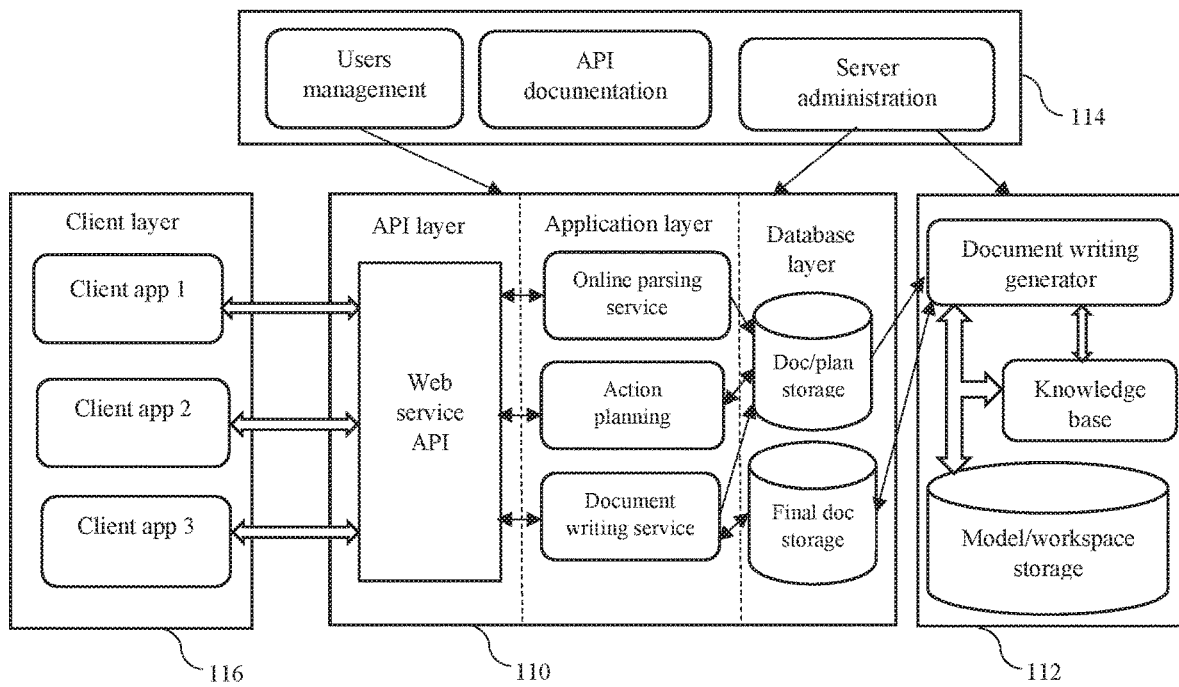 Users
management
API
documentation
Server
administration
114
Client layer
Client app 1
Client app 2
Client app 3
116
API layer
Web
service
API
Application layer
Online parsing
service
Action
planning
Document
writing service
Database
layer
Doc/plan
storage
Final doc
storage
110
Document writing
generator
Knowledge
base
Model/workspace
storage
112